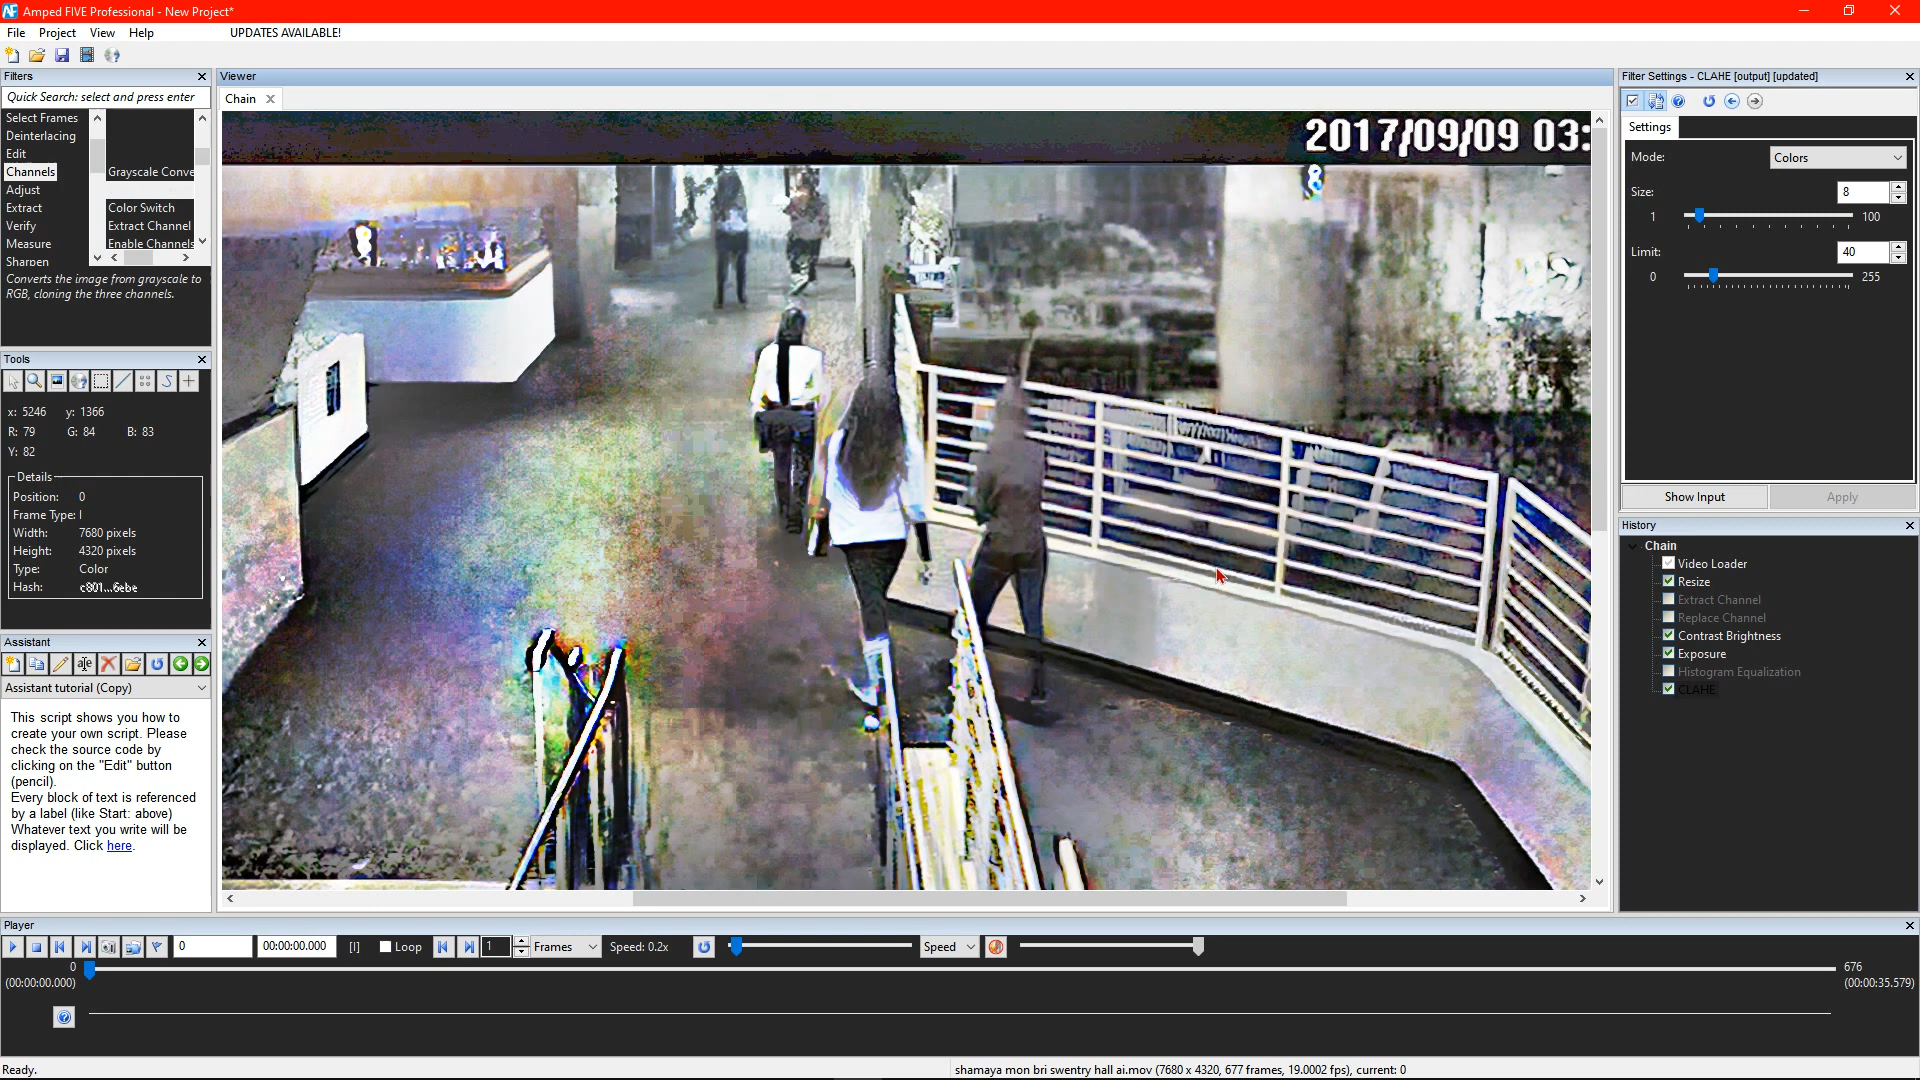 Amped FIVE Professional - New Project*
File Project View Help UPDATES AVAILABLE!
Filters
Quick Search: select and press enter
Select Frames
Deinterlacing
Edit
Channels
Adjust
Extract
Verify
Measure
Sharpen
Grayscale Conve
Color Switch
Extract Channel
Enable Channels
Converts the image from grayscale to
RGB, cloning the three channels.
Tools
x: 5246 y: 1366
R: 79 G: 84 B: 83
Y: 82
Details
Position: 0
Frame Type: I
Width: 7680 pixels
Height: 4320 pixels
Type: Color
Hash: c801...6ebe
Assistant
Assistant tutorial (Copy)
This script shows you how to
create your own script. Please
check the source code by
clicking on the "Edit" button
(pencil).
Every block of text is referenced
by a label (like Start: above)
Whatever text you write will be
displayed. Click here.
Viewer
Chain
2017/09/09 03:
8
Filter Settings - CLAHE [output] [updated]
Settings
Mode: Colors
Size: 8
1 100
Limit: 40
0 255
Show Input Apply
History
Chain
Video Loader
Resize
Extract Channel
Replace Channel
Contrast Brightness
Exposure
Histogram Equalization
CLAHE
Player
0 00:00:00.000 [I] Loop 1 Frames Speed: 0.2x Speed
0 676
(00:00:00.000) (00:00:35.579)
Ready. shamaya mon bri swentry hall ai.mov (7680 x 4320, 677 frames, 19.0002 fps), current: 0